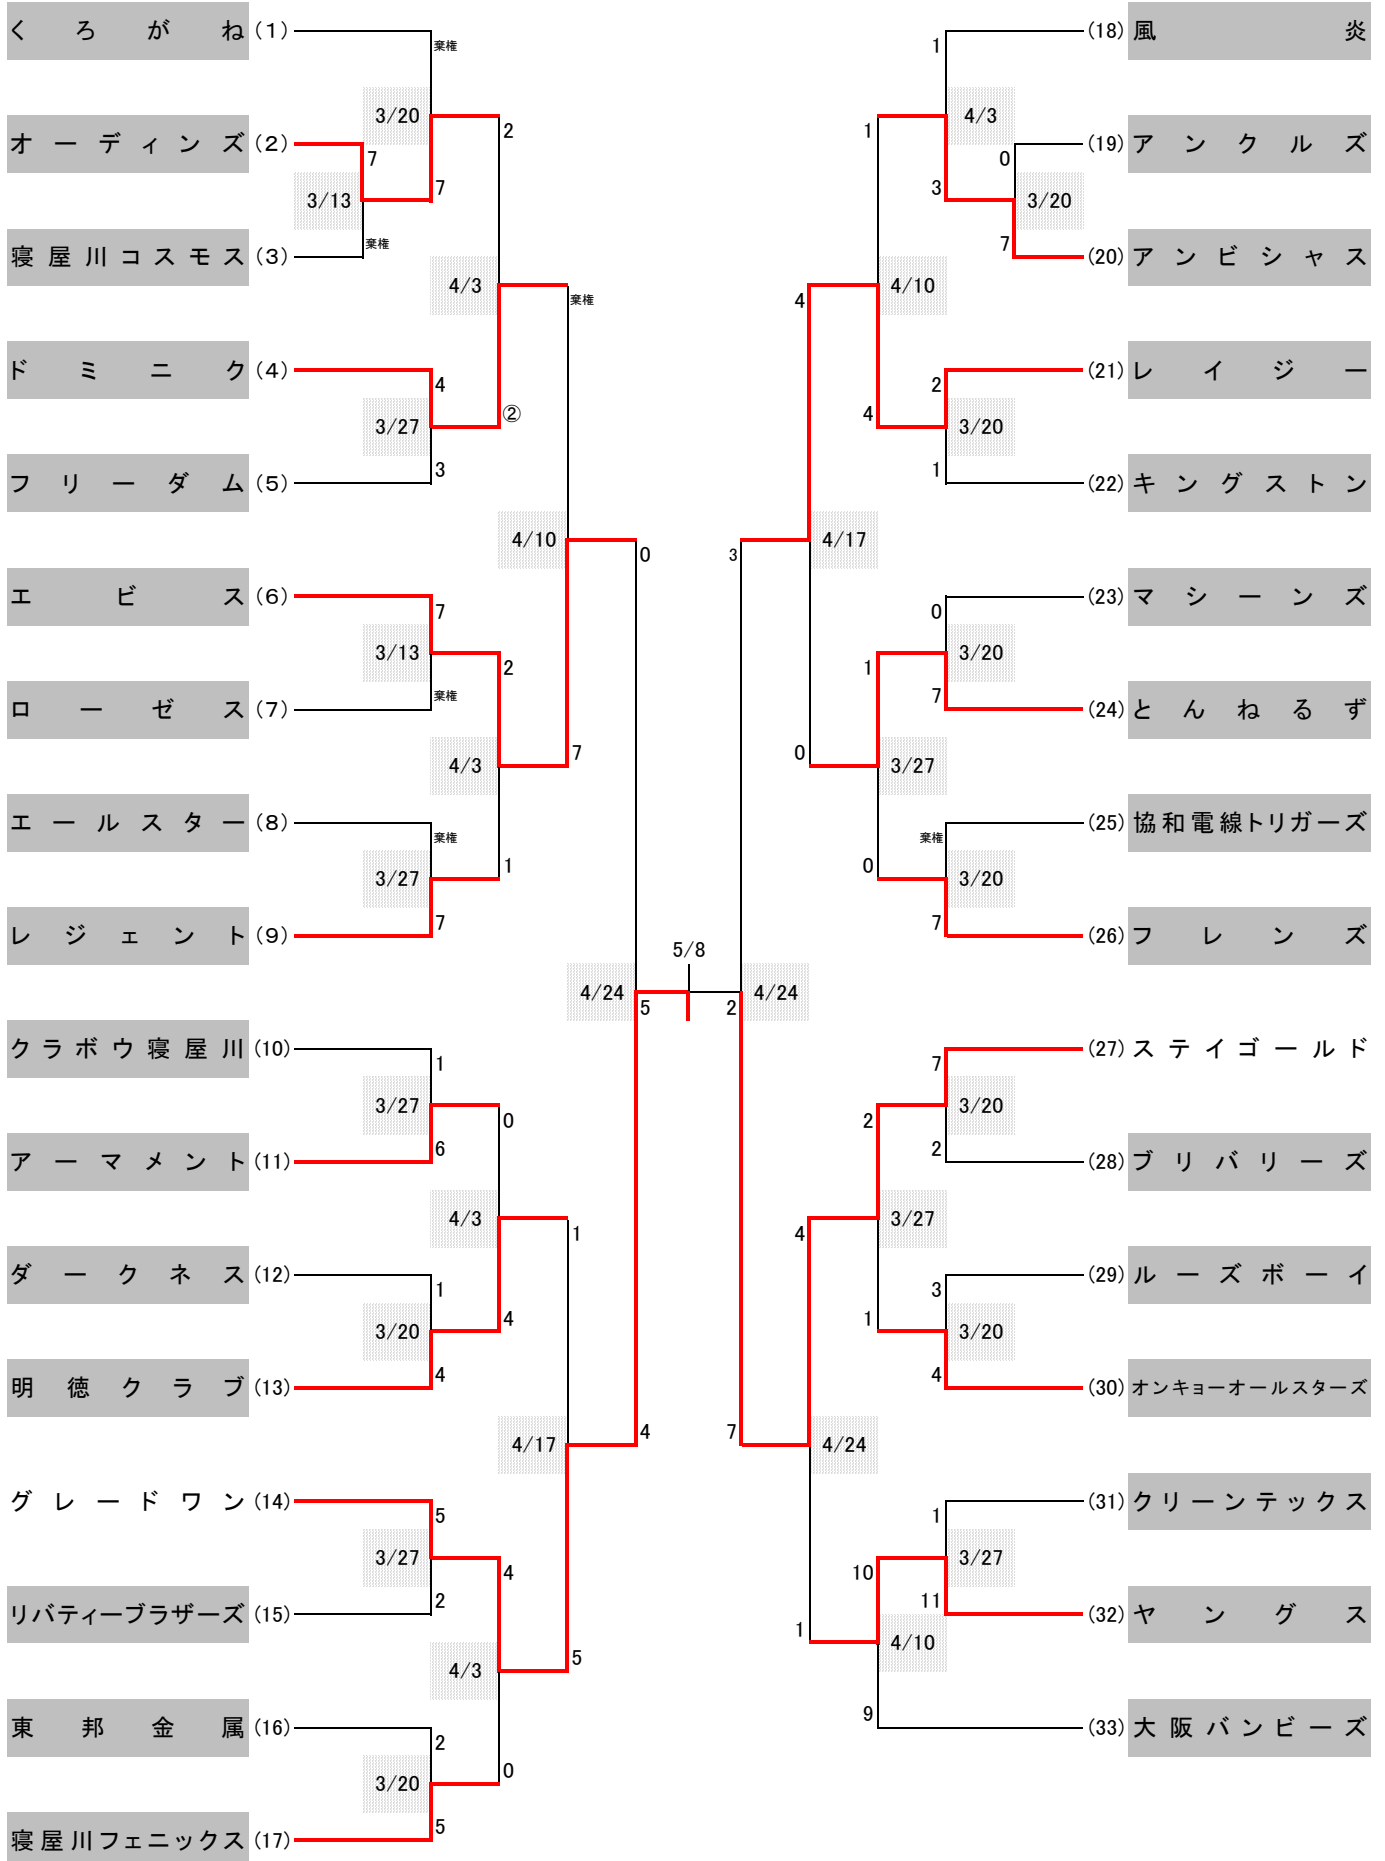 くろがね (1)
棄権
3/20
2
オーディンズ (2)
7
3/13
7
棄権
寝屋川コスモス (3)
4/3
棄権
ドミニク (4)
4
②
3/27
フリーダム (5)
3
4/10
0
エビス (6)
7
3/13
2
棄権
ローゼス (7)
7
4/3
エールスター (8)
棄権
1
3/27
レジェント (9)
7
4/24
5
5/8
クラボウ寝屋川 (10)
1
3/27
0
アーマメント (11)
6
4/3
1
ダークネス (12)
1
3/20
4
明徳クラブ (13)
4
4/17
4
グレードワン (14)
5
3/27
4
リバティーブラザーズ (15)
2
4/3
5
東邦金属 (16)
2
3/20
0
寝屋川フェニックス (17)
5
(18) 風炎
1
4/3
1
(19) アンクルズ
0
3
3/20
(20) アンビシャス
7
4/10
4
(21) レイジー
2
4
3/20
(22) キングストン
1
4/17
3
(23) マシーンズ
0
3/20
1
(24) とんねるず
7
0
3/27
(25) 協和電線トリガーズ
棄権
0
3/20
(26) フレンズ
7
2
4/24
(27) ステイゴールド
7
3/20
2
(28) ブリバリーズ
2
4
3/27
(29) ルーズボーイ
3
1
3/20
(30) オンキョーオールスターズ
4
7
4/24
(31) クリーンテックス
1
3/27
10
(32) ヤングス
11
1
4/10
9
(33) 大阪バンビーズ